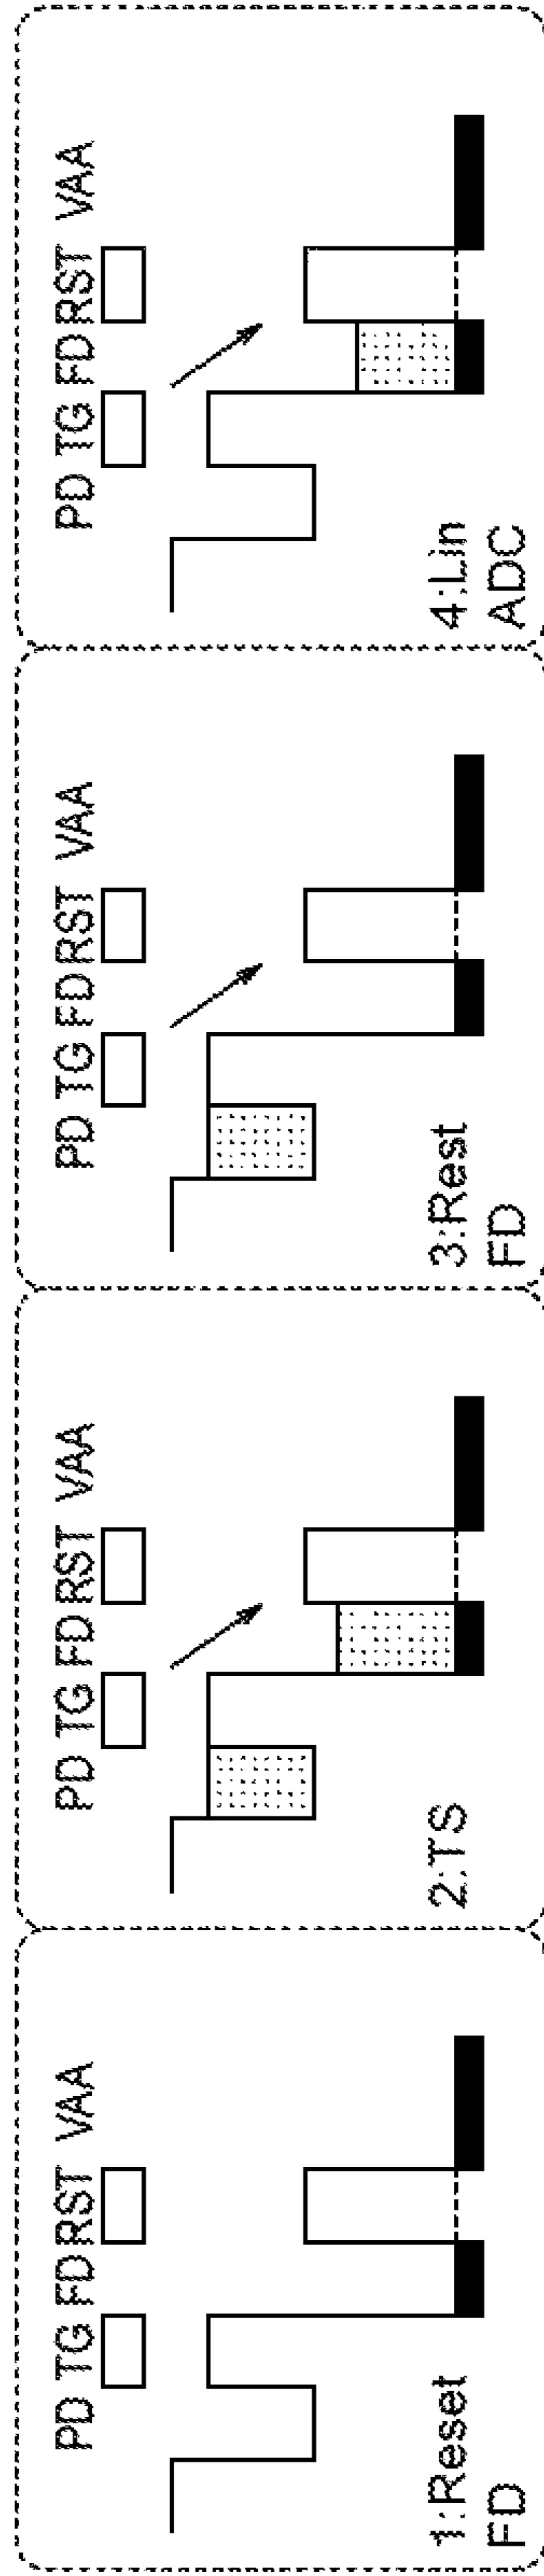 PD TG FD RST VAA
1:Reset
FD
PD TG FD RST VAA
2:TS
PD TG FD RST VAA
3:Rest
FD
PD TG FD RST VAA
4:Lin
ADC